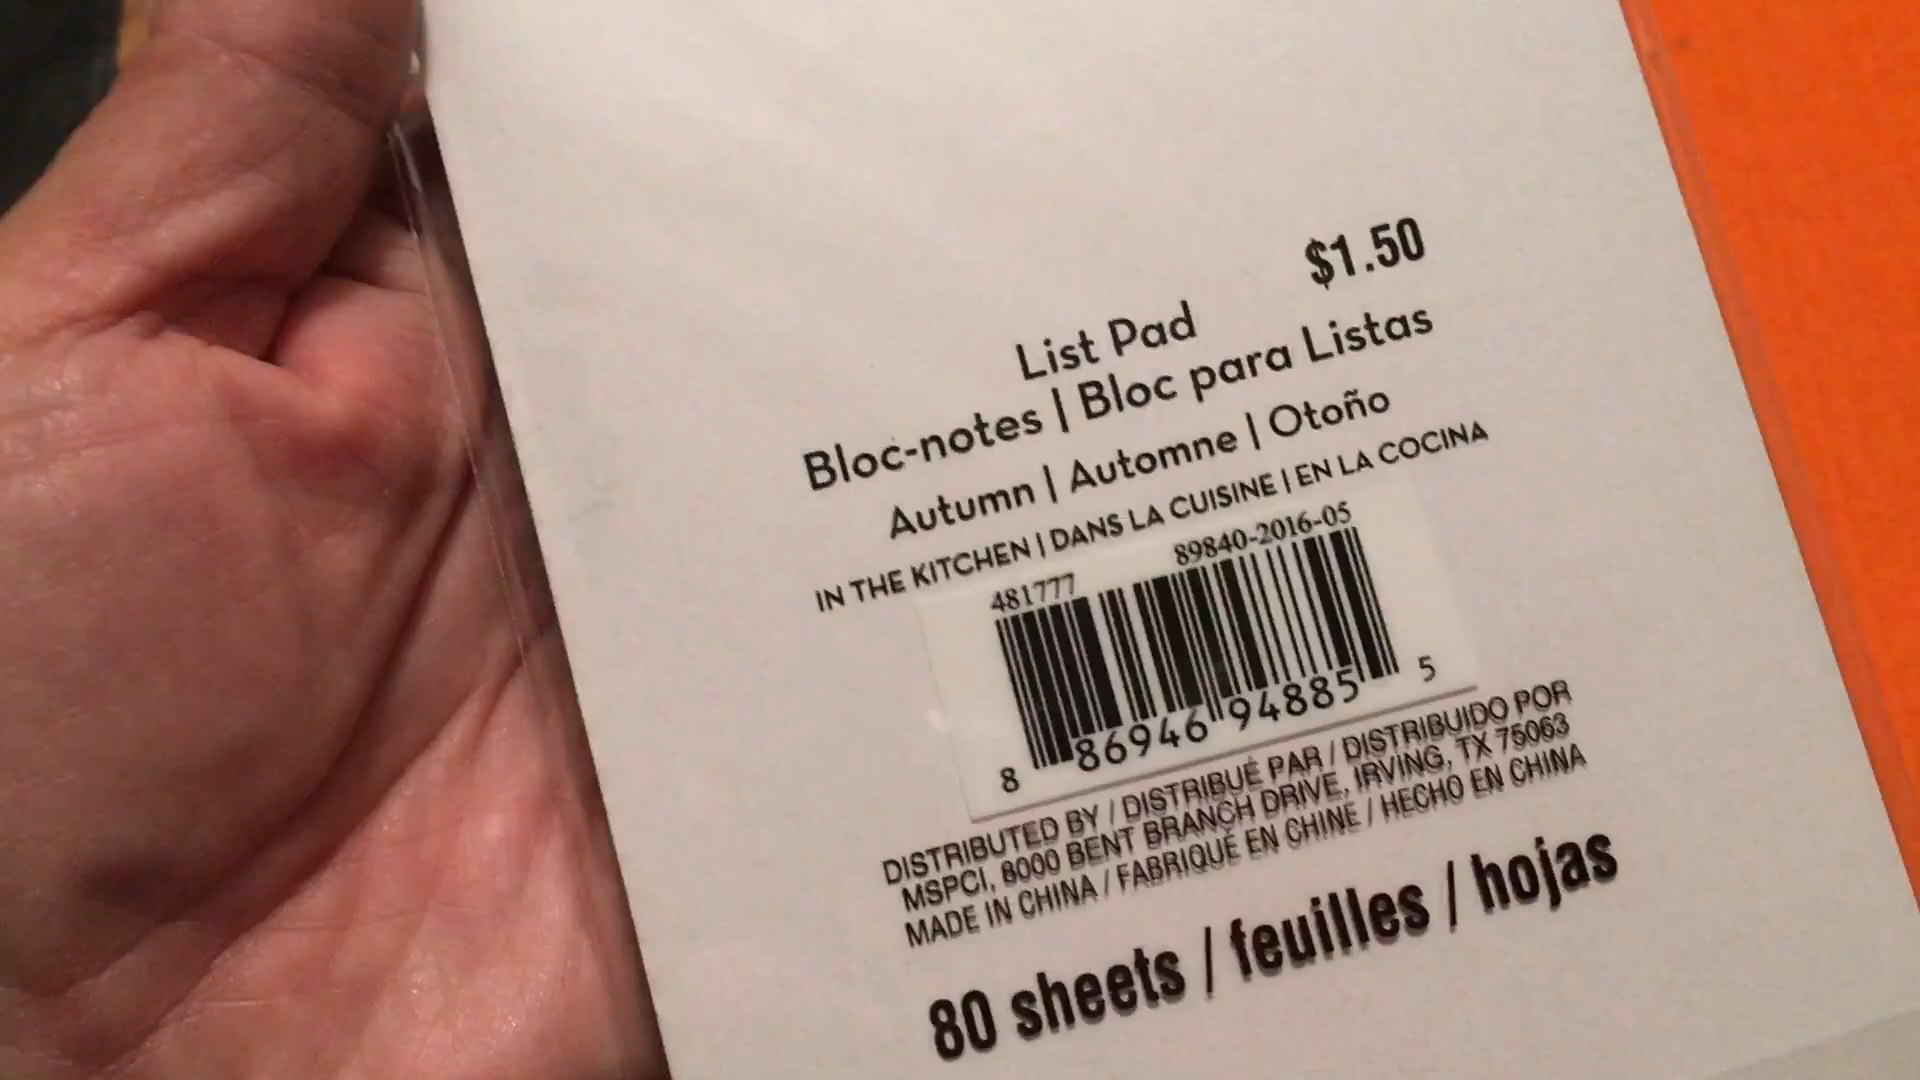 $1.50
List Pad
Bloc-notes | Bloc para Listas
Autumn | Automne | Otoño
IN THE KITCHEN | DANS LA CUISINE | EN LA COCINA
481777 89840-2016-05
8 86946 94885 5
DISTRIBUTED BY / DISTRIBUÉ PAR / DISTRIBUIDO POR
MSPCI, 8000 BENT BRANCH DRIVE, IRVING, TX 75063
MADE IN CHINA / FABRIQUÉ EN CHINE / HECHO EN CHINA
80 sheets / feuilles / hojas